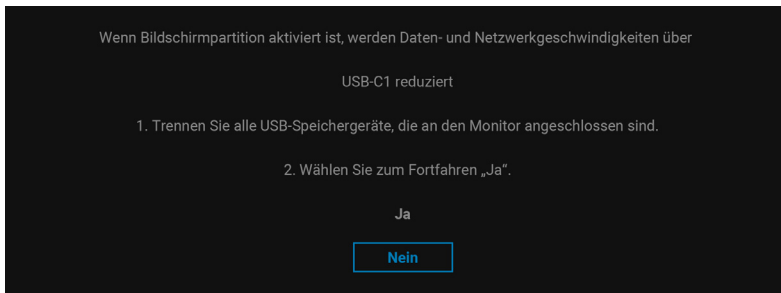 Wenn Bildschirmpartition aktiviert ist, werden Daten- und Netzwerkgeschwindigkeiten über
USB-C1 reduziert
1. Trennen Sie alle USB-Speichergeräte, die an den Monitor angeschlossen sind.
2. Wählen Sie zum Fortfahren „Ja“.
Ja
Nein